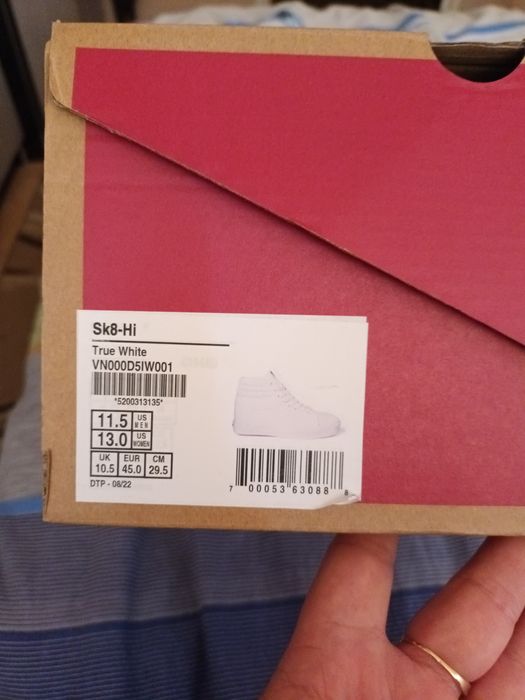 Sk8-Hi
True White
VN000D5IW001
*5200313135*
11.5 US MEN
13.0 US WOMEN
UK EUR CM
10.5 45.0 29.5
DTP - 08/22
7 00053 63088 8